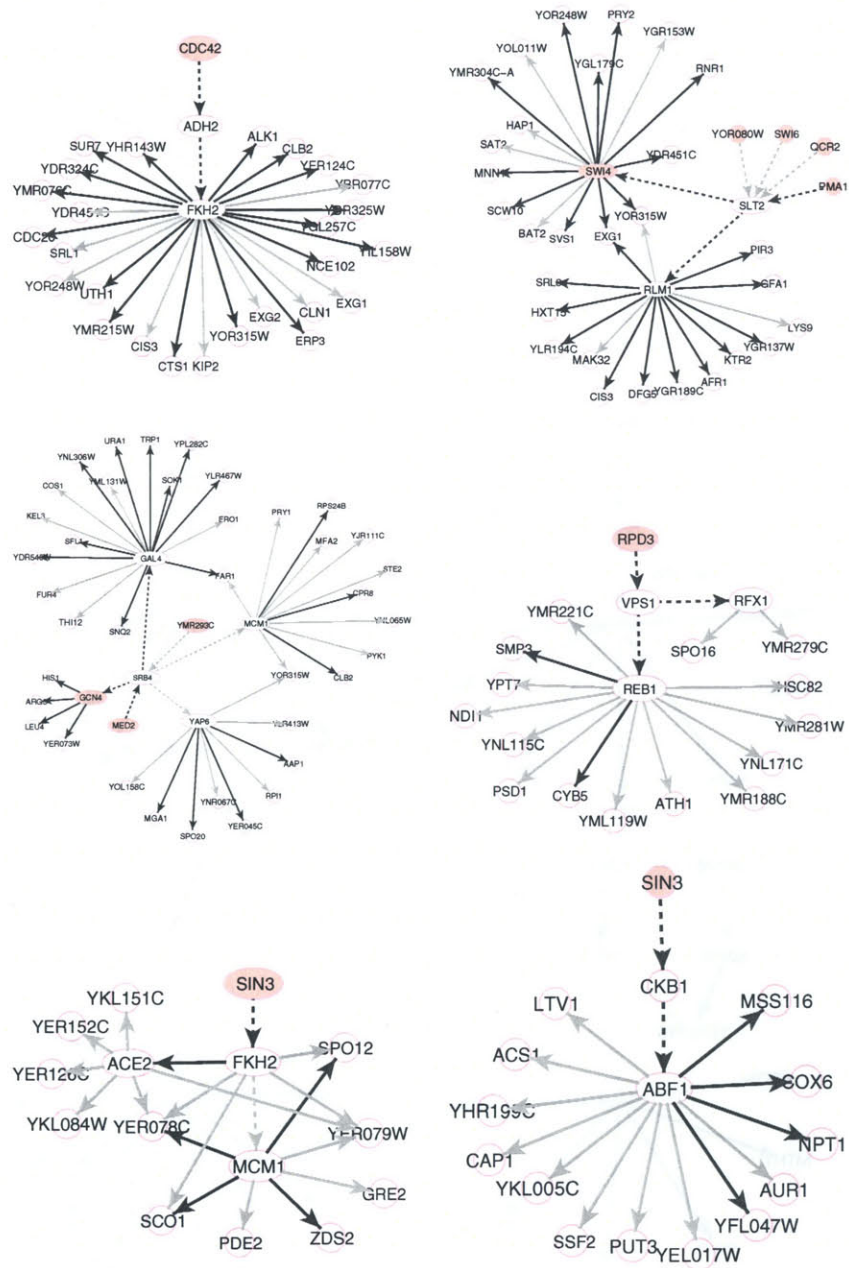 CDC42
ADH2
SUR7 YHR143W ALK1 CLB2
YDR324C YER124C
YBR077C
YDR451C FKH2 YBR325W
YGL257C
CDC20 YIL158W
SRL1 NCE102
YOR248W UTH1 EXG1
YMR215W EXG2 CLN1
CIS3 YOR315W ERP3
CTS1 KIP2
YOR248W PRY2
YGR153W
YOL011W YGL179C
YMR304C-A RNR1
HAP1 YOR080W SWI6
SAT2 YDR451C QCR2
MNN SWI4 PMA1
SCW10 YOR315W SLT2
BAT2 SVS1 EXG1
PIR3
RLM1 GFA1
HXT15 LYS9
YLR194C MAK32 YGR137W
KTR2
CIS3 DFG5 YGR189C AFR1
URA1 TRP1 YPL282C
YNL306W
COS1 YML131W SOK1 YLR467W
KEL1 PRY1 RPS24B
ERO1 MFA2 YJR111C
GAL4 STE2
FAR1 CPR8
FUR4 THI12
SNQ2 YMR293C MCM1 YNL065W
PYK1
HIS1 SRB4 YOR315W CLB2
GCN4
LEU4 MED2 YAP6 YLR413W
YER073W
AAP1
YOL158C RPI1
MGA1 YNR067C
SPO20 YER045C
RPD3
VPS1 RFX1
YMR221C
SMP3 SPO16 YMR279C
YPT7 REB1 HSC82
NDI1 YMR281W
YNL115C YNL171C
PSD1 CYB5 YMR188C
YML119W ATH1
SIN3
YKL151C
YER152C SPO12
ACE2 FKH2
YKL084W YER078C YER079W
MCM1
GRE2
SCO1 PDE2 ZDS2
SIN3
CKB1
LTV1 MSS116
ACS1
ABF1 COX6
YHR199C
CAP1 NPT1
YKL005C AUR1
YFL047W
SSF2 PUT3 YEL017W